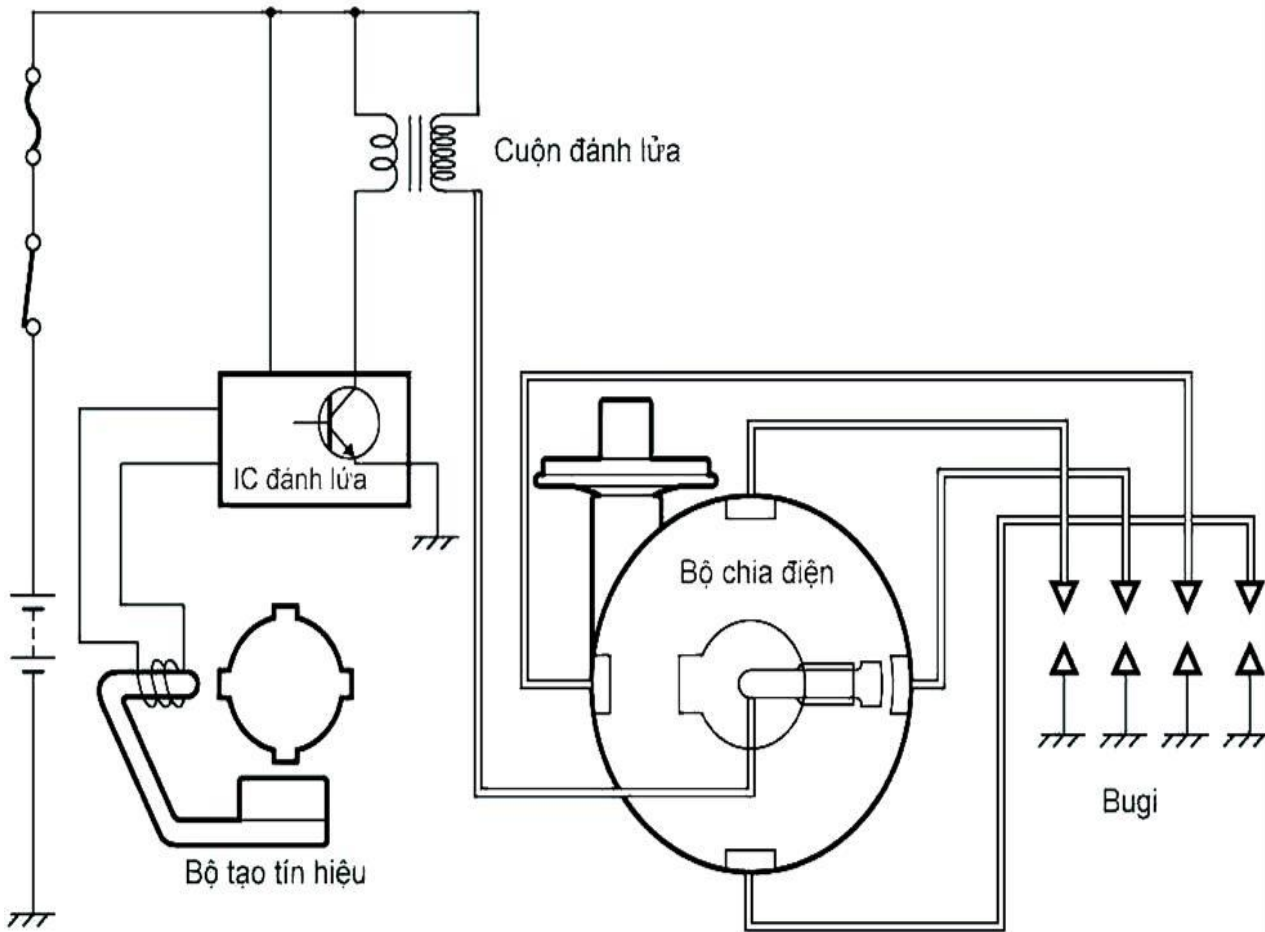 Cuộn đánh lửa
IC đánh lửa
Bộ chia điện
Bugi
Bộ tạo tín hiệu